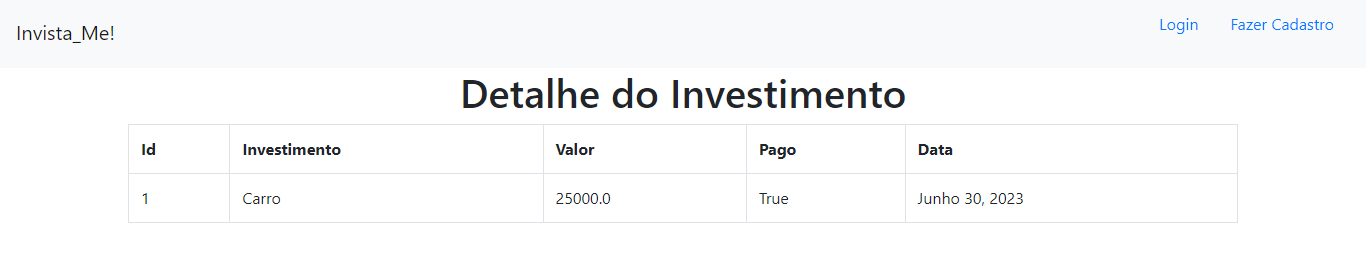 Invista_Me!
Login Fazer Cadastro
Detalhe do Investimento
Id Investimento Valor Pago Data
1 Carro 25000.0 True Junho 30, 2023